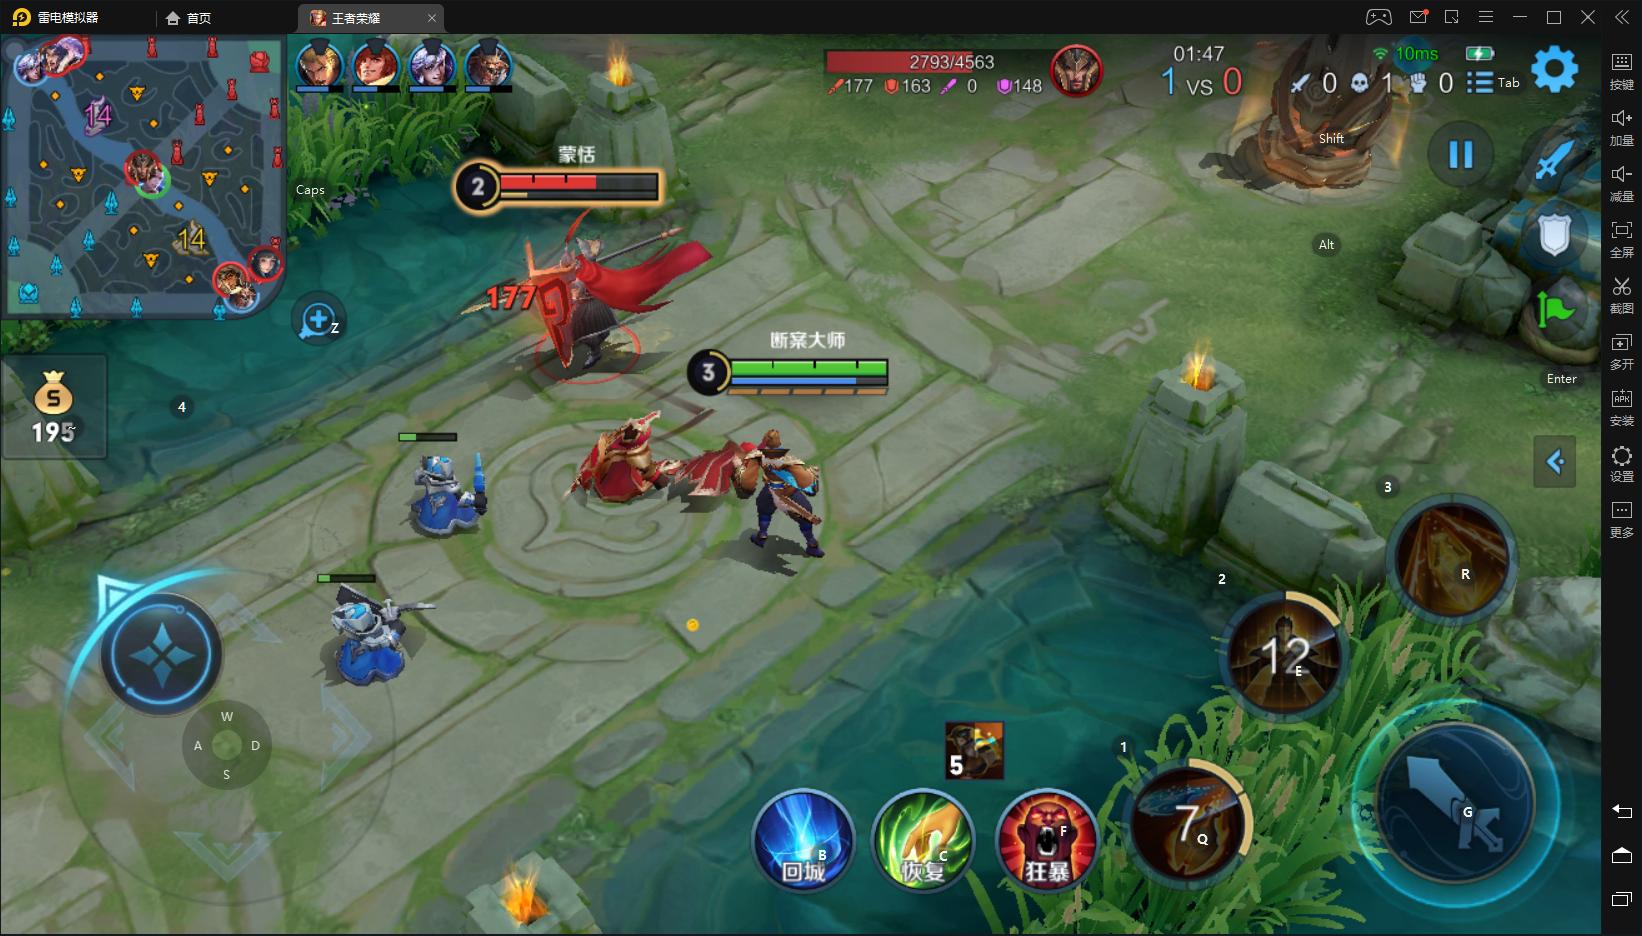 雷电模拟器
首页
王者荣耀
2793/4563
177
163
0
148
01:47
1 VS 0
0
1
0
10ms
Tab
按键
加量
减量
全屏
截图
多开
安装
设置
更多
APK
14
14
Caps
Shift
Alt
Enter
蒙恬
2
177
Z
断案大师
3
195
4
3
R
2
12
E
1
7
Q
G
5
回城
B
恢复
C
狂暴
F
W
A
D
S